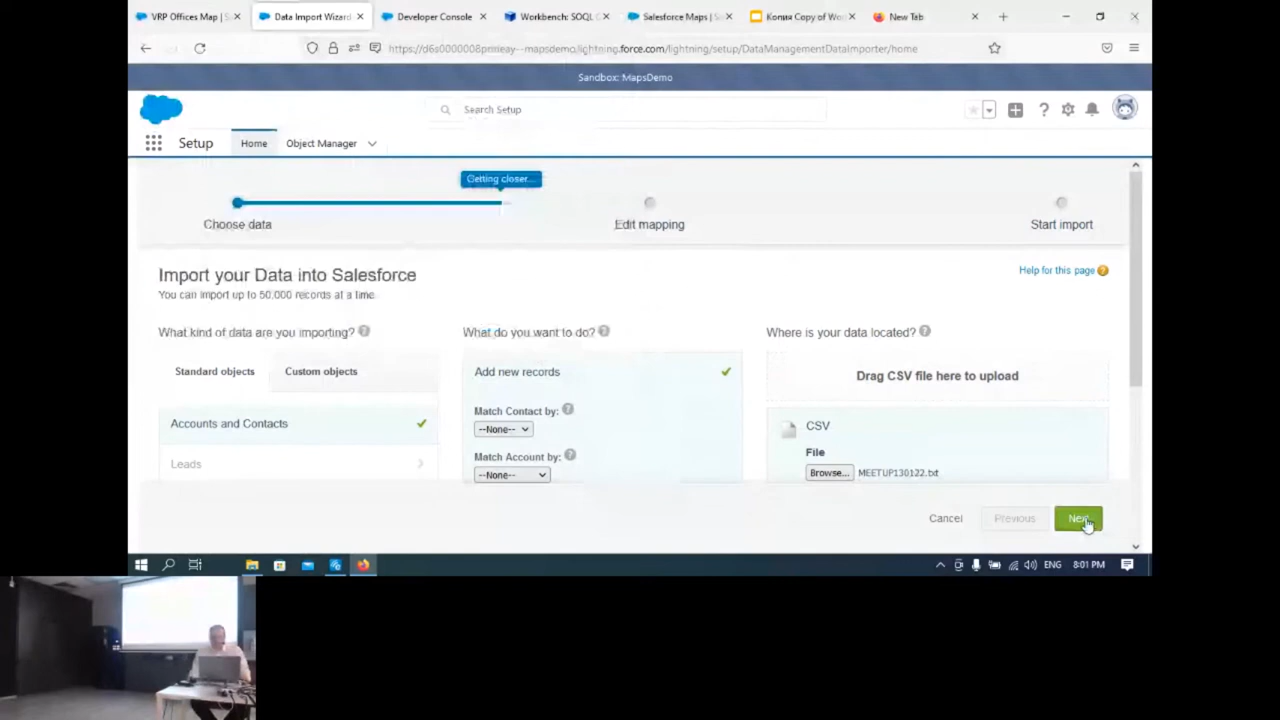 VRP Offices Map | S
Data Import Wizard
Developer Console
Workbench: SOQL
Salesforce Maps | S
Копия Copy of Wor
New Tab
https://d6s0000008prineay--mapsdemo.lightning.force.com/lightning/setup/DataManagementDataImporter/home
Sandbox: MapsDemo
Search Setup
Setup
Home
Object Manager
Getting closer...
Choose data
Edit mapping
Start import
Import your Data into Salesforce
Help for this page
You can import up to 50,000 records at a time.
What kind of data are you importing?
What do you want to do?
Where is your data located?
Standard objects
Custom objects
Add new records
Drag CSV file here to upload
Match Contact by:
Accounts and Contacts
--None--
CSV
File
Match Account by:
Leads
--None--
Browse... MEETUP130122.txt
Cancel
Previous
Next
ENG
8:01 PM